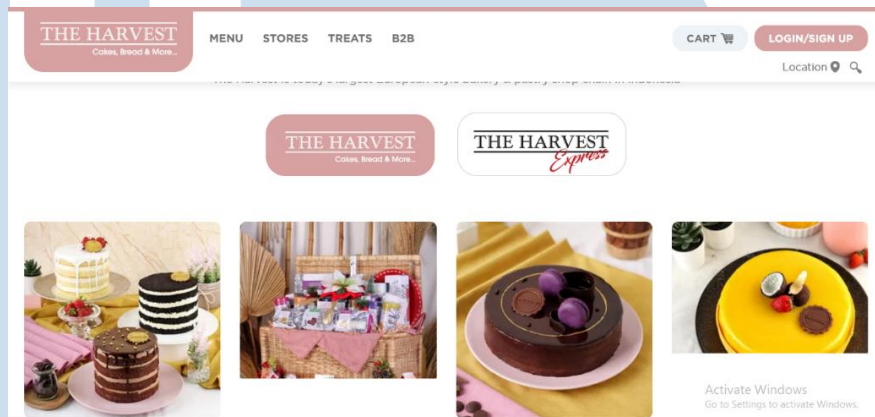 THE HARVEST
Cakes, Bread & More...
MENU STORES TREATS B2B
CART
LOGIN/SIGN UP
Location
The Harvest is today's largest European style bakery & pastry shop chain in Indonesia
THE HARVEST
Cakes, Bread & More...
THE HARVEST
Express
Activate Windows
Go to Settings to activate Windows.